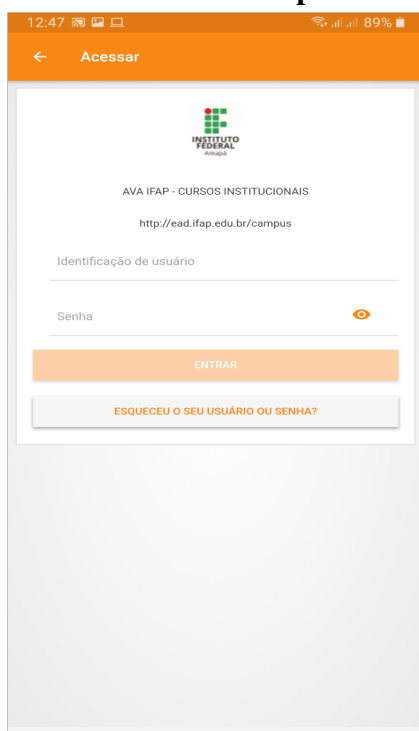 12:47
89%
Acessar
INSTITUTO
FEDERAL
Amapá
AVA IFAP - CURSOS INSTITUCIONAIS
http://ead.ifap.edu.br/campus
Identificação de usuário
Senha
ENTRAR
ESQUECEU O SEU USUÁRIO OU SENHA?